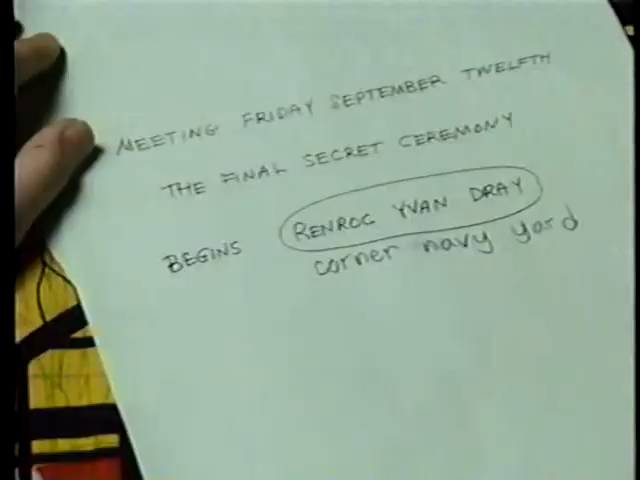 MEETING FRIDAY SEPTEMBER TWELFTH
THE FINAL SECRET CEREMONY
BEGINS RENROC YVAN DRAY
corner navy yard